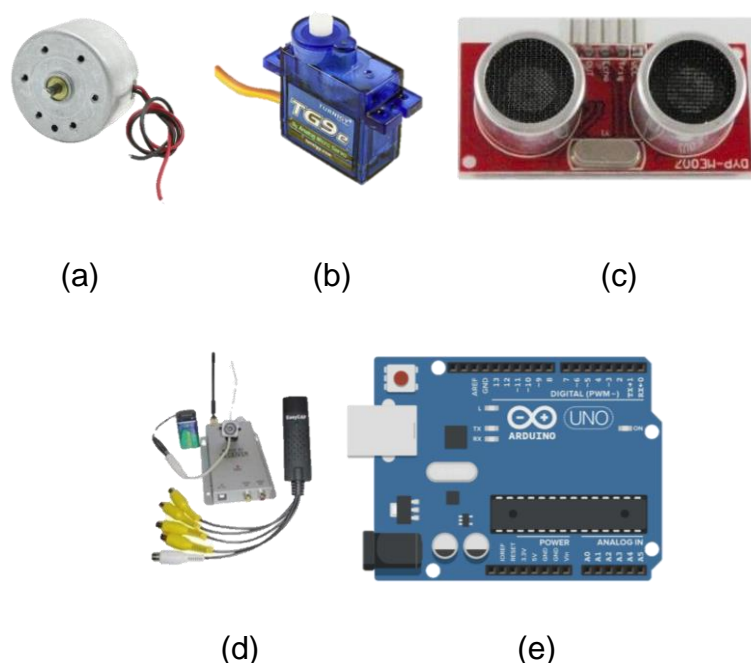 TURNIGY
TG9e
DYP-ME007
(a)
(b)
(c)
EasyCAP
AREF
GND
13
12
~11
~10
~9
8
7
~6
~5
4
~3
2
TX→1
RX←0
DIGITAL (PWM~)
L
TX
RX
UNO
ON
ARDUINO
POWER
ANALOG IN
IOREF
RESET
3.3V
5V
GND
GND
Vin
A0
A1
A2
A3
A4
A5
(d)
(e)